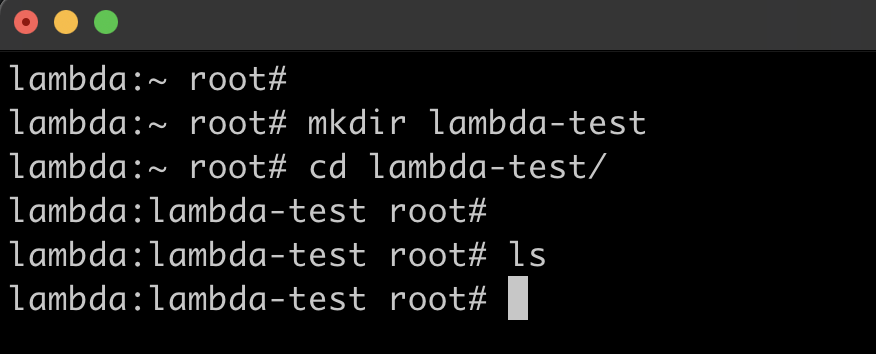 lambda:~ root#
lambda:~ root# mkdir lambda-test
lambda:~ root# cd lambda-test/
lambda:lambda-test root#
lambda:lambda-test root# ls
lambda:lambda-test root#